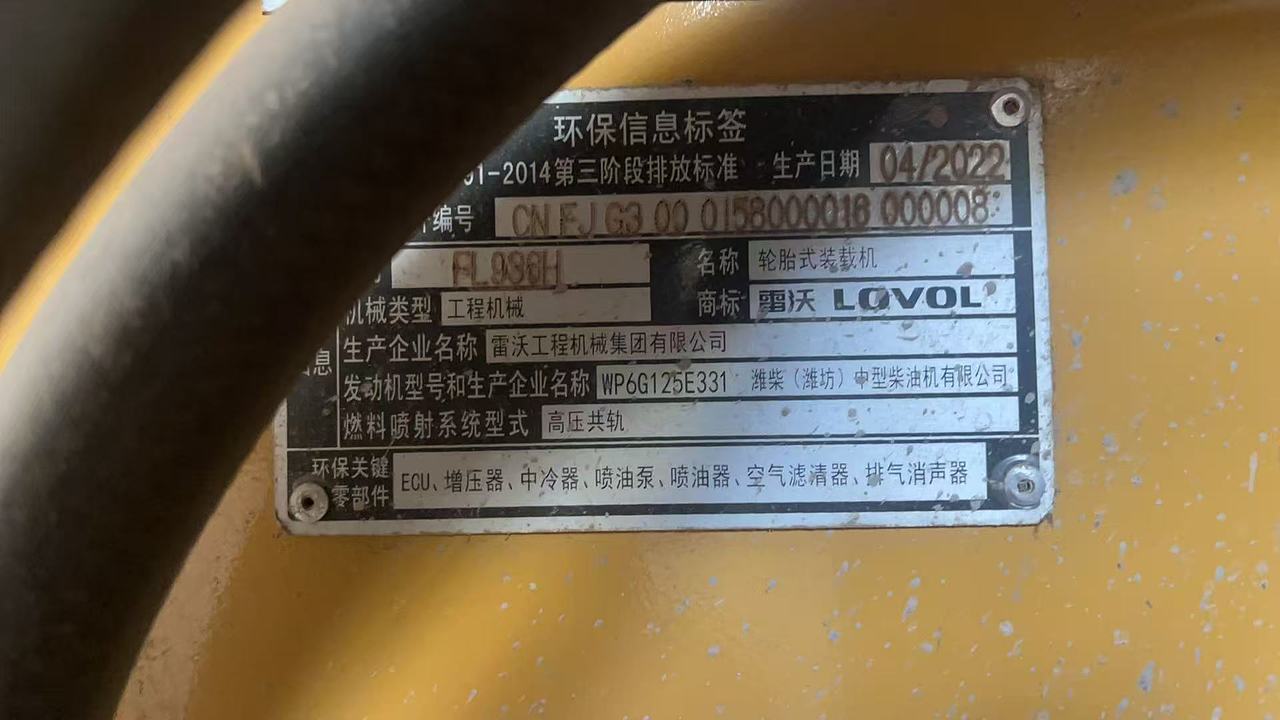 环保信息标签
91-2014第三阶段排放标准 生产日期 04/2022
编号 CN FJ G3 00 0158000016 000008
FL936H 名称 轮胎式装载机
机械类型 工程机械 商标 雷沃 LOVOL
息 生产企业名称 雷沃工程机械集团有限公司
发动机型号和生产企业名称 WP6G125E331 潍柴（潍坊）中型柴油机有限公司
燃料喷射系统型式 高压共轨
环保关键零部件 ECU、增压器、中冷器、喷油泵、喷油器、空气滤清器、排气消声器